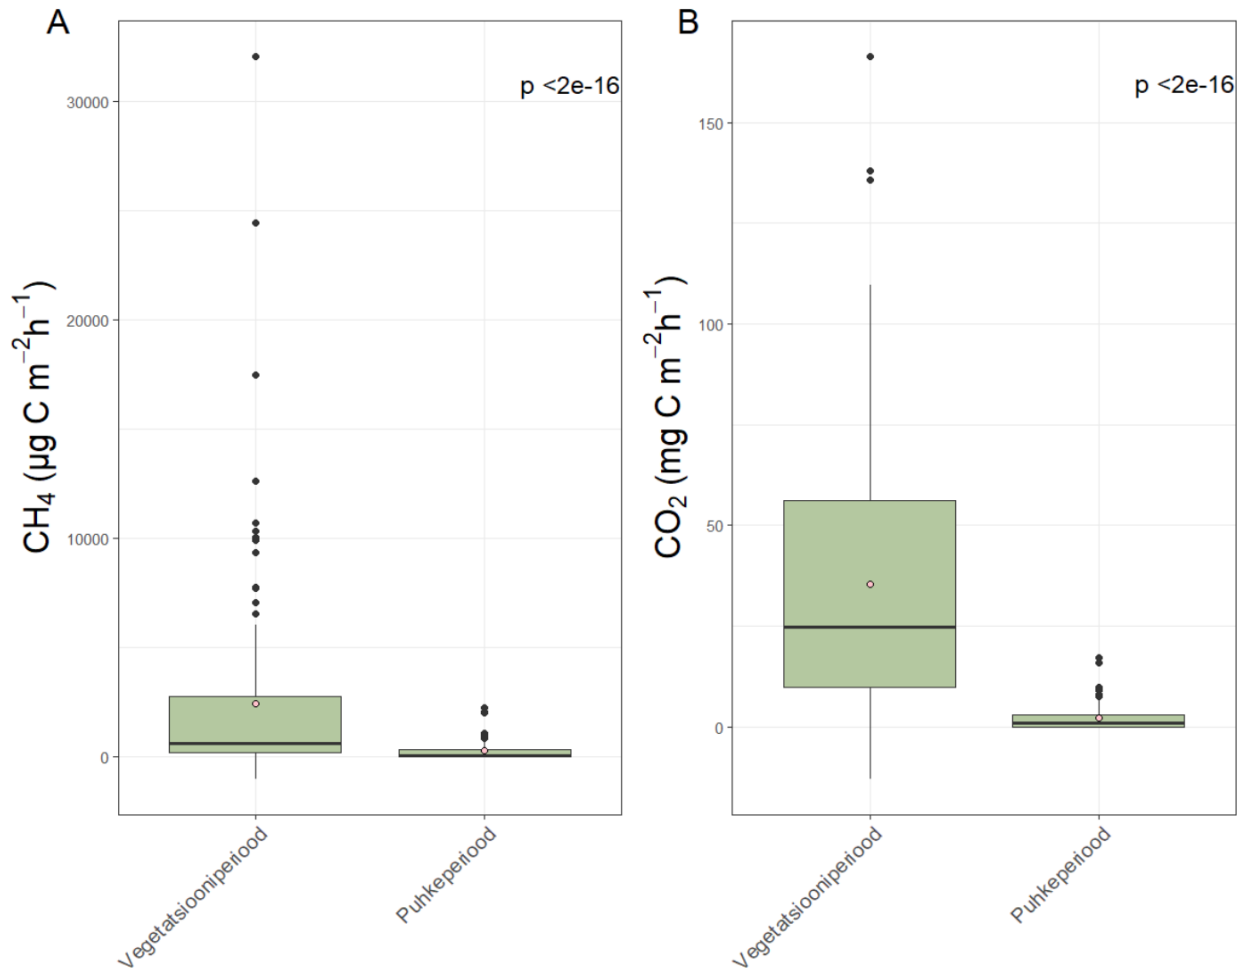 A
p <2e-16
CH₄ (µg C m⁻²h⁻¹)
30000
20000
10000
0
Vegetatsiooniperiood
Puhkeperiood
B
p <2e-16
CO₂ (mg C m⁻²h⁻¹)
150
100
50
0
Vegetatsiooniperiood
Puhkeperiood